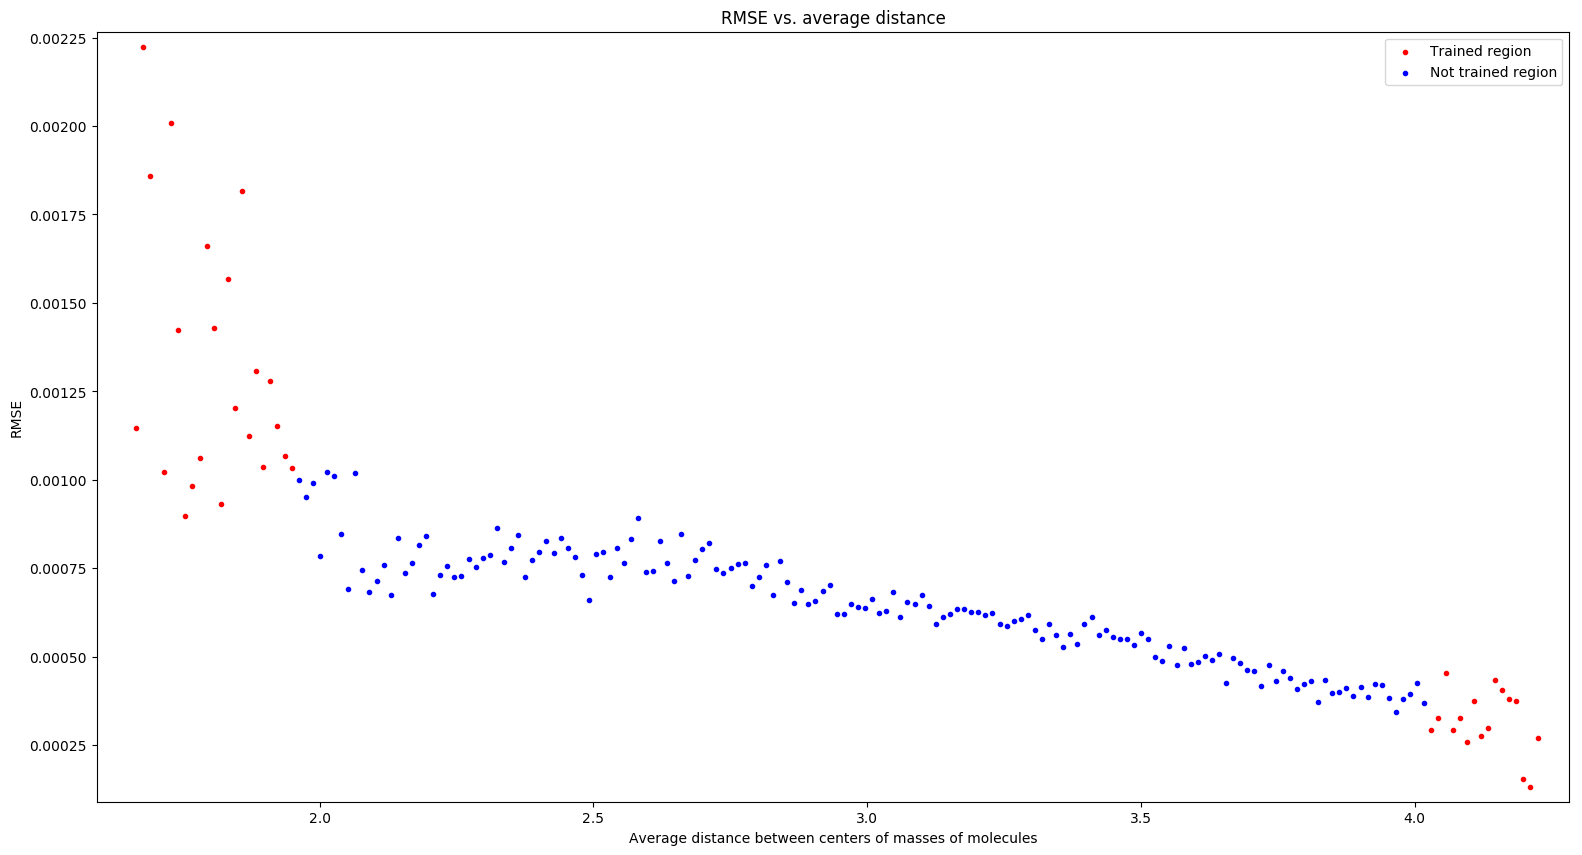 RMSE vs. average distance
Trained region
Not trained region
RMSE
0.00225
0.00200
0.00175
0.00150
0.00125
0.00100
0.00075
0.00050
0.00025
2.0 2.5 3.0 3.5 4.0
Average distance between centers of masses of molecules